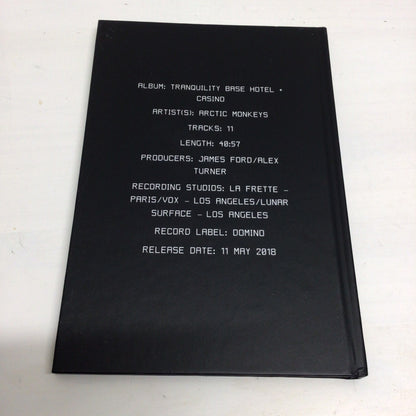 ALBUM: TRANQUILITY BASE HOTEL +
CASINO
ARTIST(S): ARCTIC MONKEYS
TRACKS: 11
LENGTH: 40:57
PRODUCERS: JAMES FORD/ALEX
TURNER
RECORDING STUDIOS: LA FRETTE -
PARIS/VOX - LOS ANGELES/LUNAR
SURFACE - LOS ANGELES
RECORD LABEL: DOMINO
RELEASE DATE: 11 MAY 2018